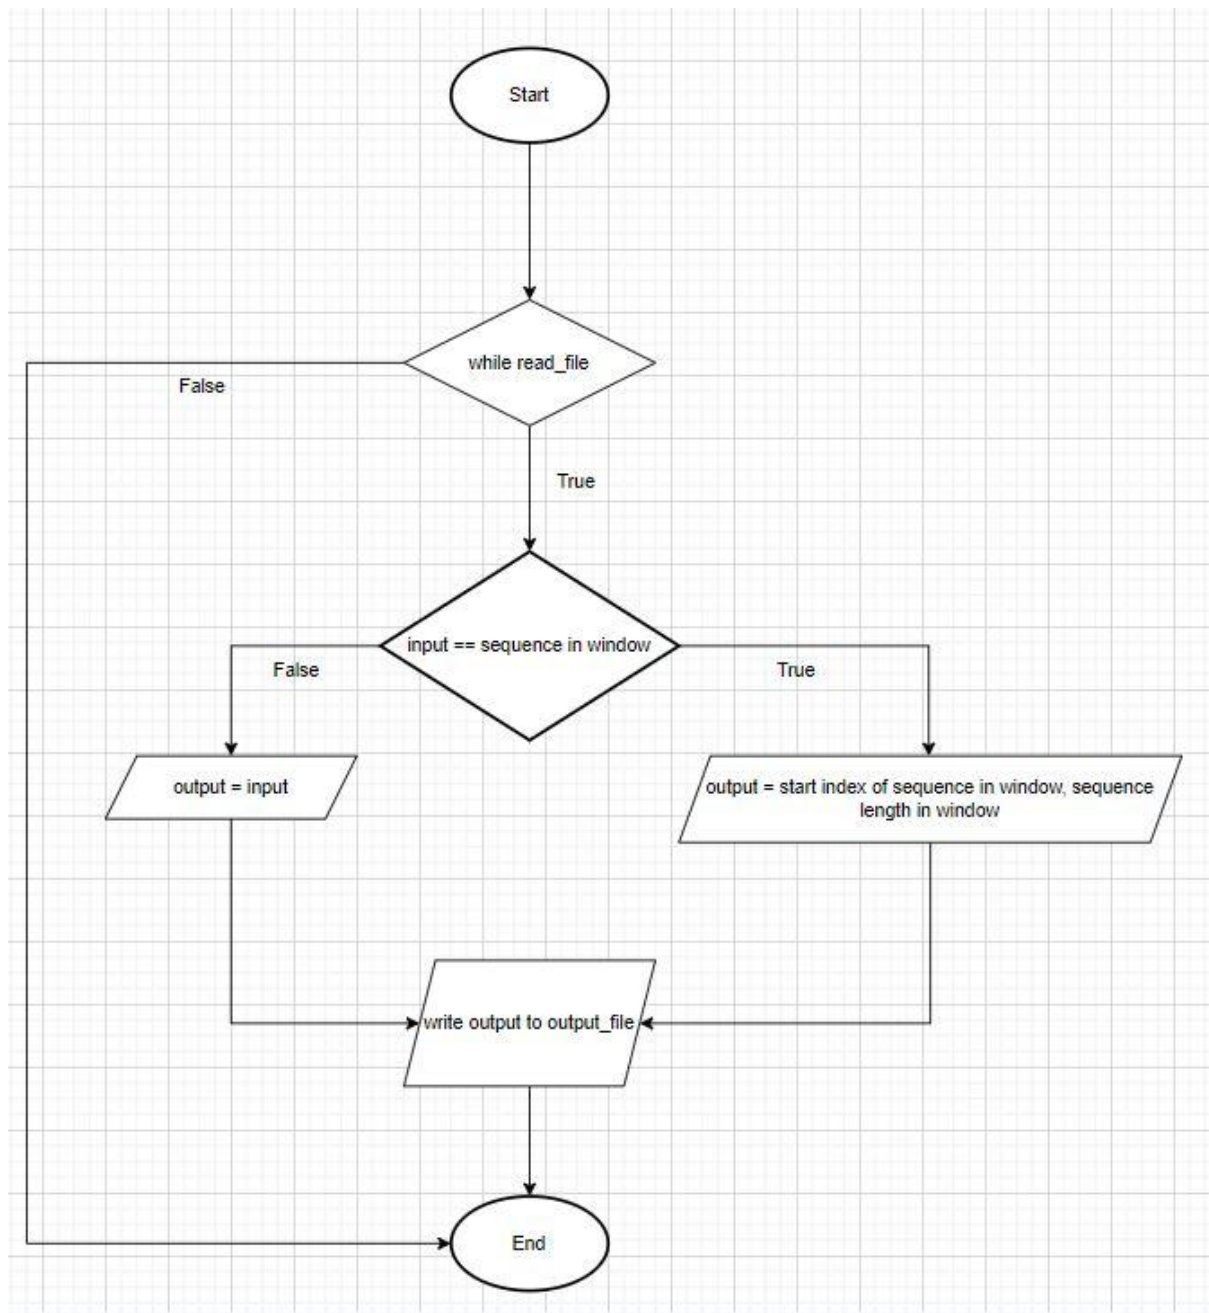 Start
while read_file
False
True
input == sequence in window
False
True
output = input
output = start index of sequence in window, sequence
length in window
write output to output_file
End